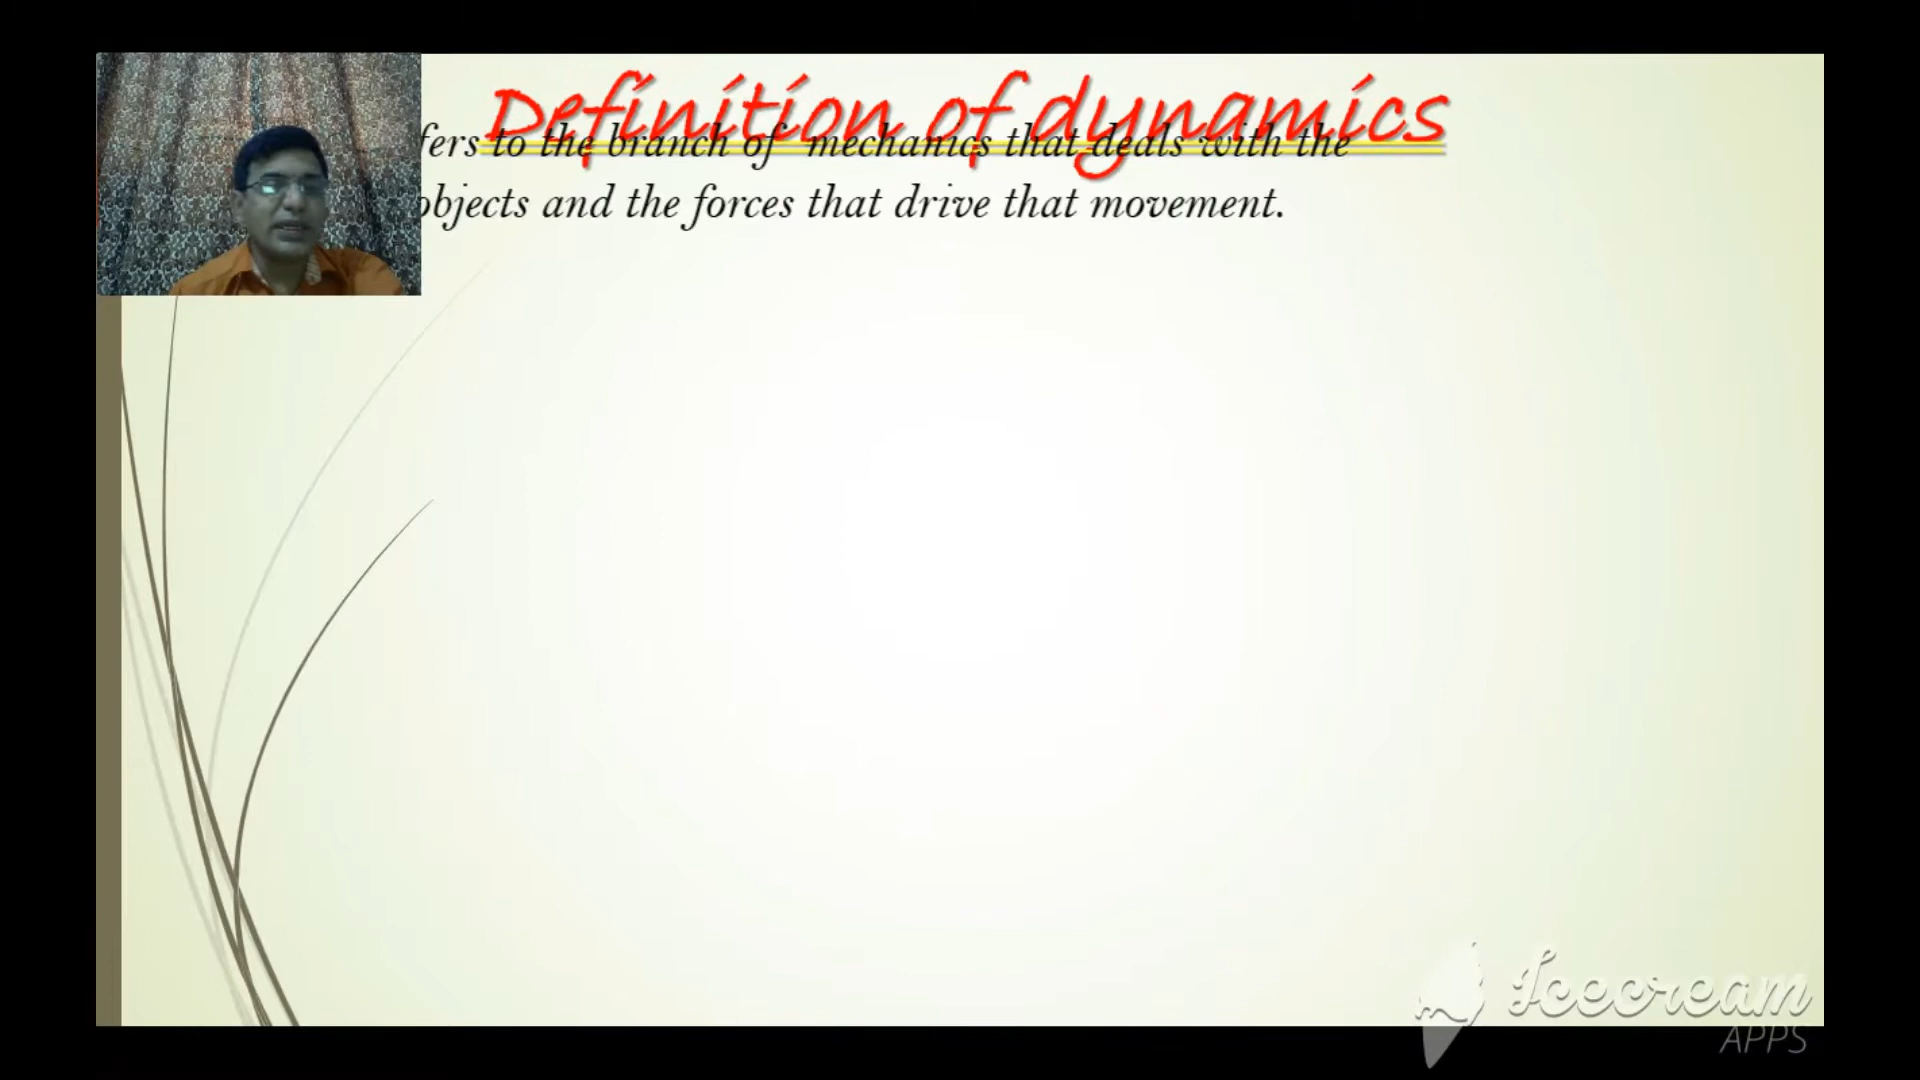 Definition of dynamics
fers to the branch of mechanics that deals with the
objects and the forces that drive that movement.
Icecream
APPS